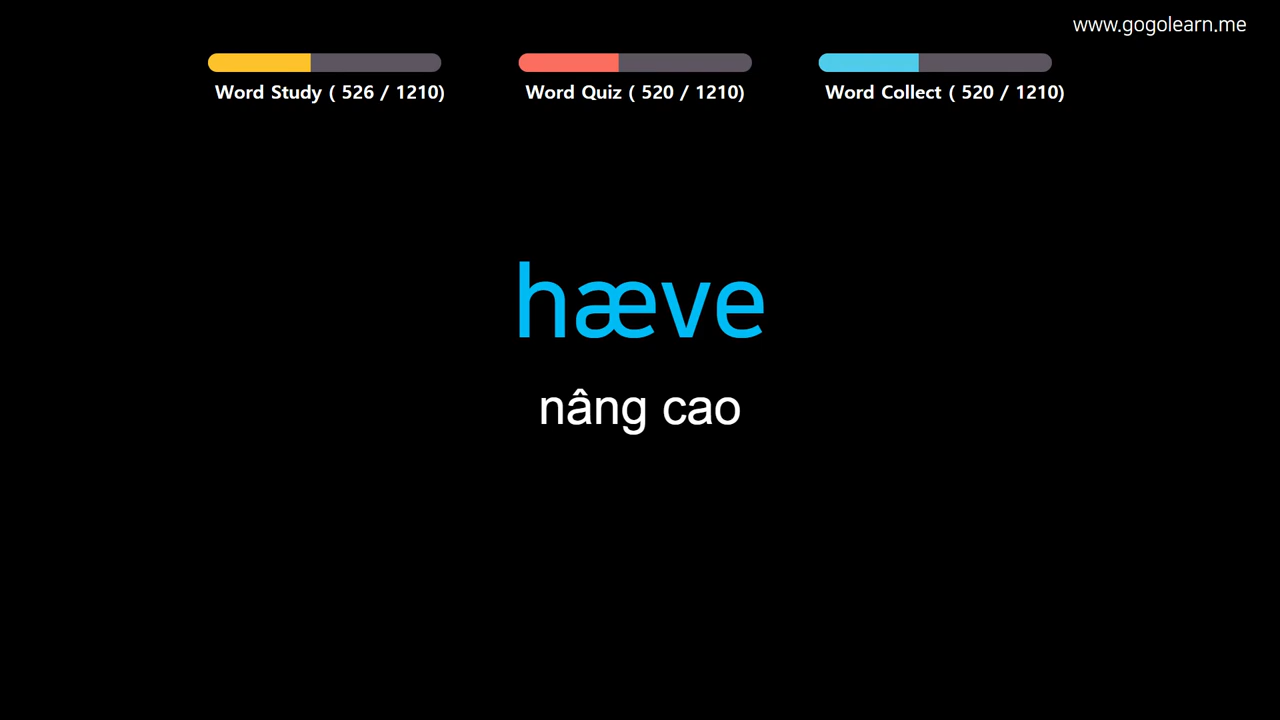 www.gogolearn.me
Word Study ( 526 / 1210)
Word Quiz ( 520 / 1210)
Word Collect ( 520 / 1210)
hæve
nâng cao